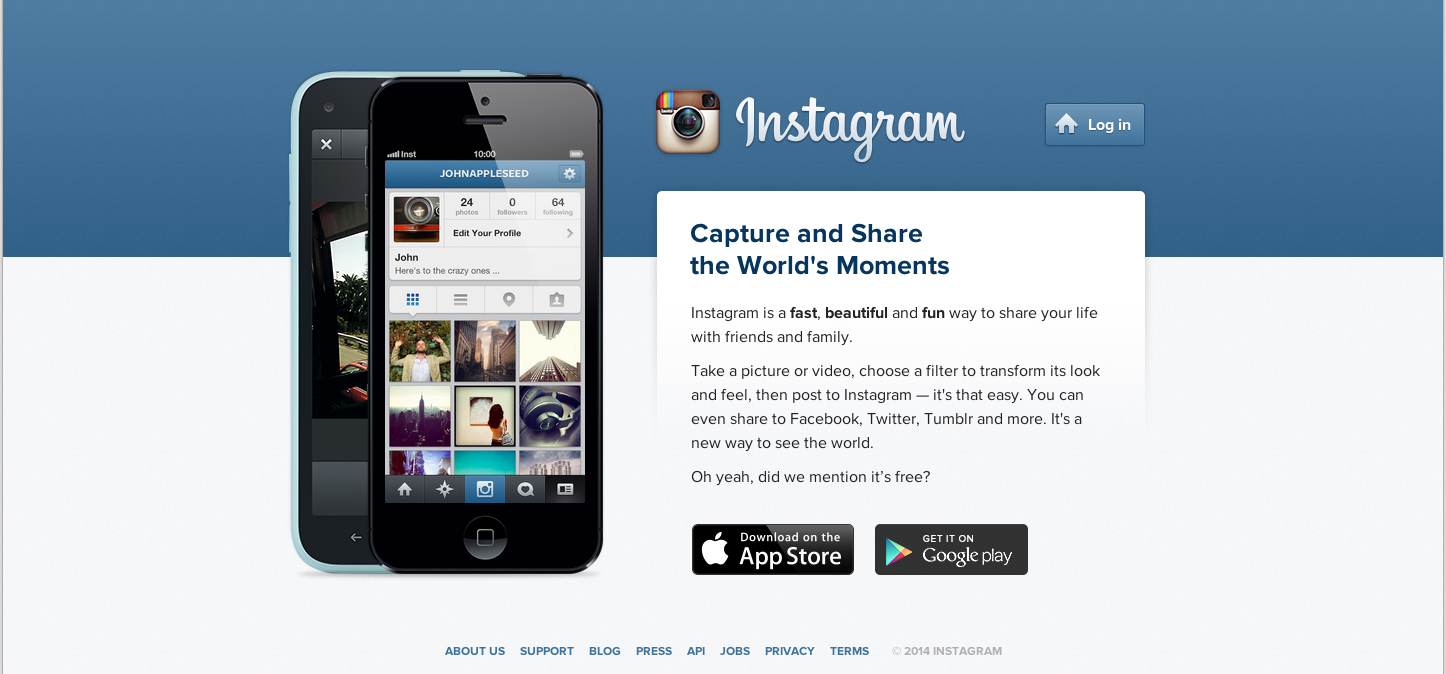 Instagram
Log in
Inst 10:00
JOHNAPPLESEED
24 0 64
photos followers following
Edit Your Profile
John
Here's to the crazy ones ...
Capture and Share
the World's Moments
Instagram is a fast, beautiful and fun way to share your life
with friends and family.
Take a picture or video, choose a filter to transform its look
and feel, then post to Instagram — it's that easy. You can
even share to Facebook, Twitter, Tumblr and more. It's a
new way to see the world.
Oh yeah, did we mention it’s free?
Download on the
App Store
GET IT ON
Google play
ABOUT US SUPPORT BLOG PRESS API JOBS PRIVACY TERMS © 2014 INSTAGRAM